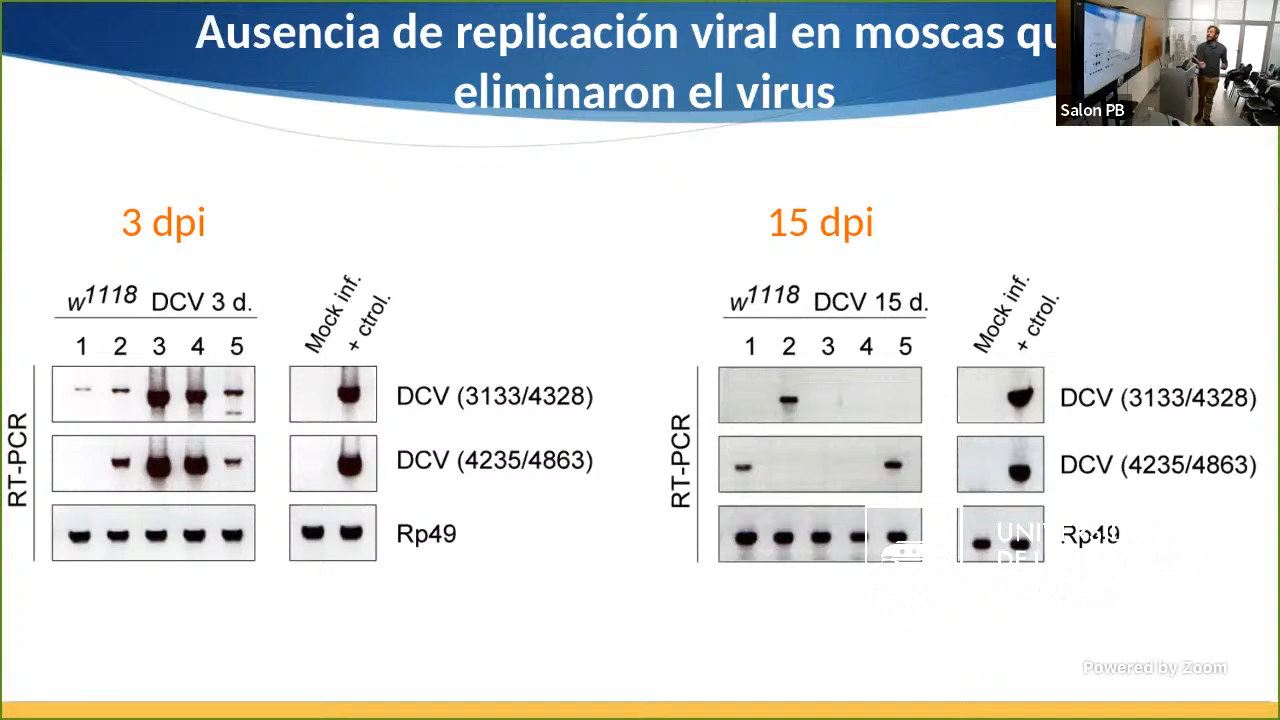 Ausencia de replicación viral en moscas
eliminaron el virus
Salon PB
3 dpi
w1118 DCV 3 d.
Mock inf.
+ ctrol.
1 2 3 4 5
RT-PCR
DCV (3133/4328)
DCV (4235/4863)
Rp49
15 dpi
w1118 DCV 15 d.
Mock inf.
+ ctrol.
1 2 3 4 5
RT-PCR
DCV (3133/4328)
DCV (4235/4863)
Rp49
Powered by Zoom